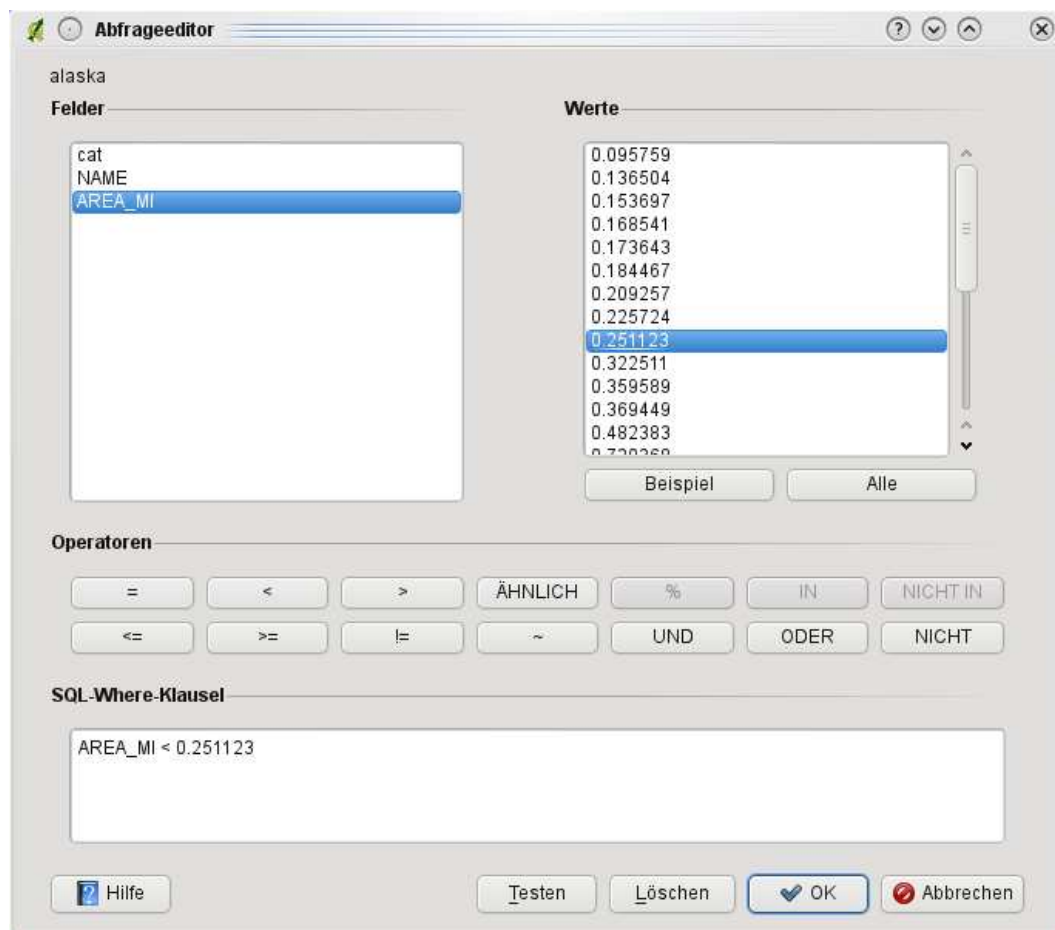 Abfrageeditor
alaska
Felder
cat
NAME
AREA_MI
Werte
0.095759
0.136504
0.153697
0.168541
0.173643
0.184467
0.209257
0.225724
0.251123
0.322511
0.359589
0.369449
0.482383
Beispiel Alle
Operatoren
= < > ÄHNLICH % IN NICHT IN
<= >= != ~ UND ODER NICHT
SQL-Where-Klausel
AREA_MI < 0.251123
Hilfe Testen Löschen OK Abbrechen